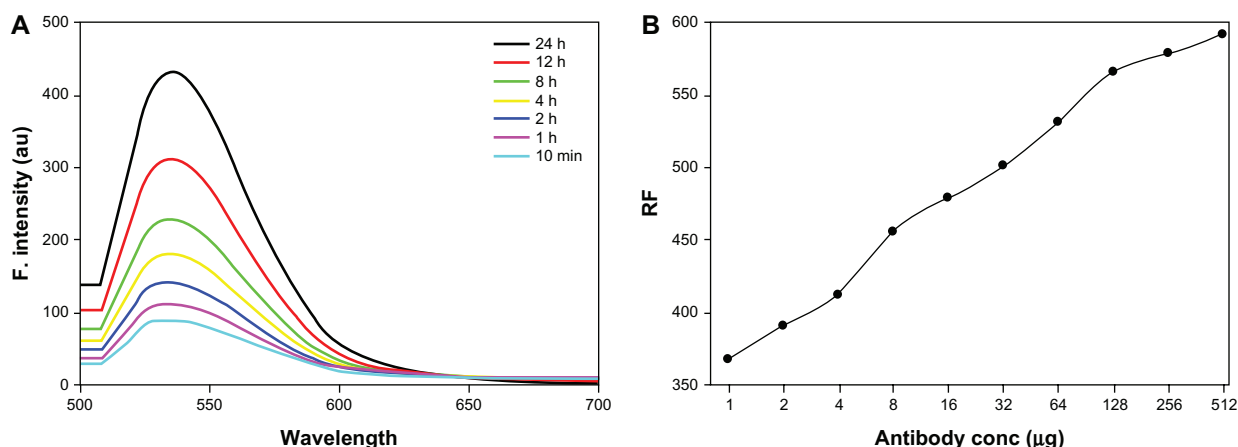 A
500
400
300
200
100
0
F. intensity (au)
24 h
12 h
8 h
4 h
2 h
1 h
10 min
500
550
600
650
700
Wavelength
B
600
550
500
450
400
350
RF
1
2
4
8
16
32
64
128
256
512
Antibody conc (μg)